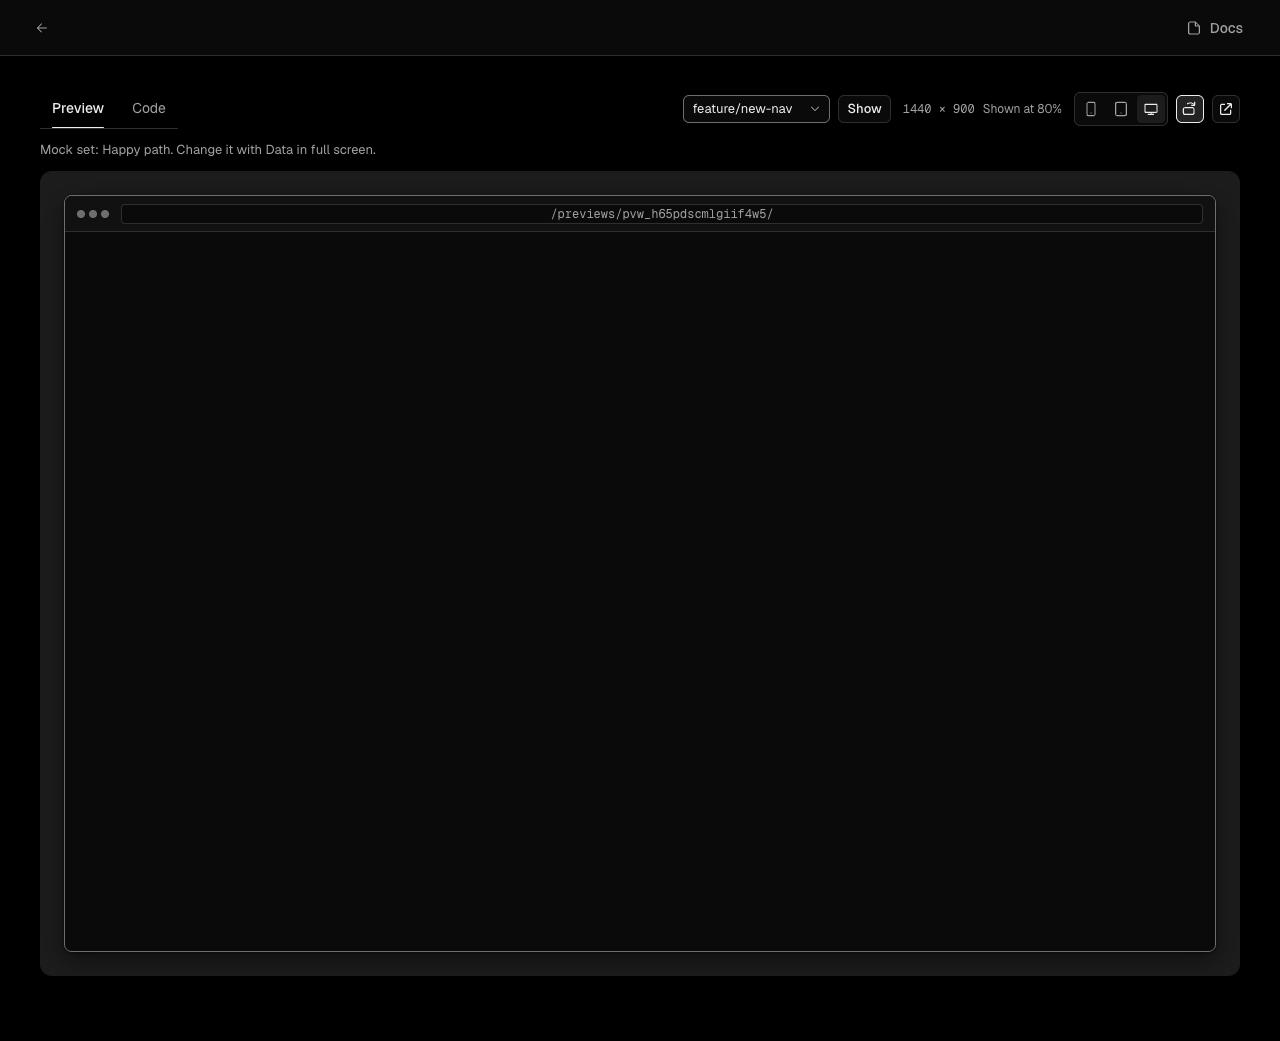 Docs
Preview
Code
feature/new-nav
Show
1440 × 900 Shown at 80%
Mock set: Happy path. Change it with Data in full screen.
/previews/pvw_h65pdscmlgiif4w5/